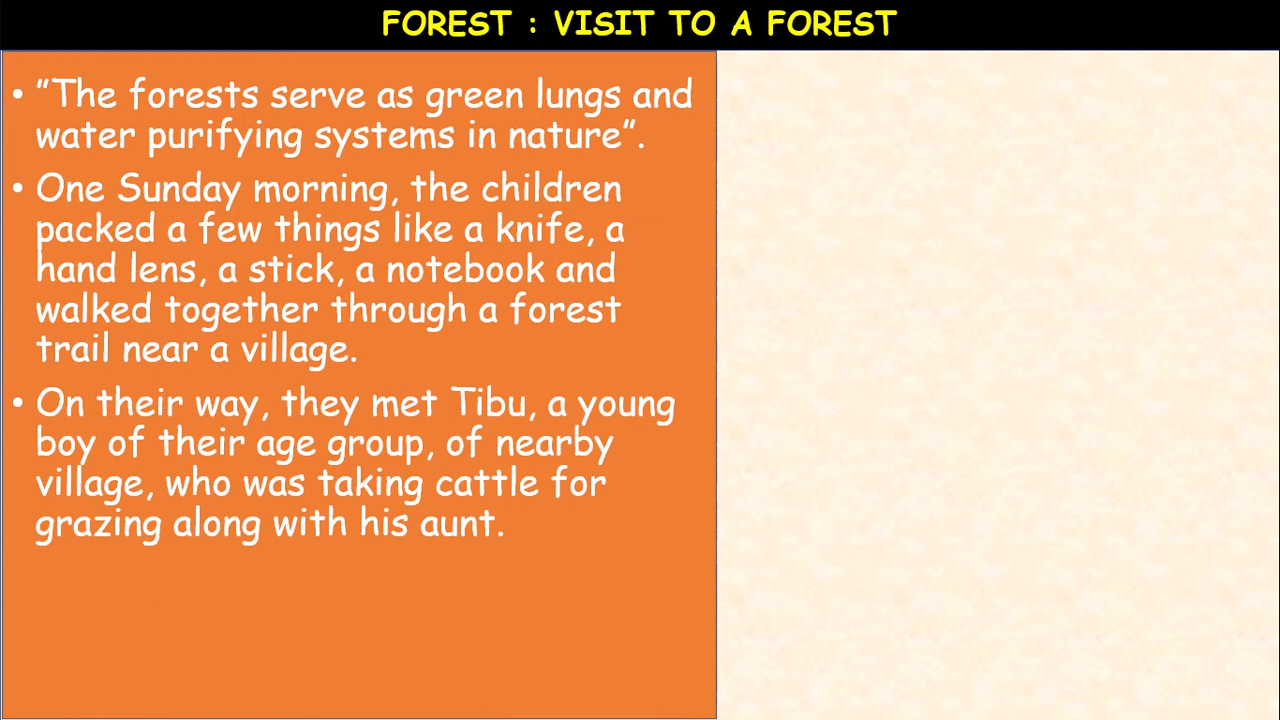 FOREST : VISIT TO A FOREST
• ”The forests serve as green lungs and
water purifying systems in nature”.
• One Sunday morning, the children
packed a few things like a knife, a
hand lens, a stick, a notebook and
walked together through a forest
trail near a village.
• On their way, they met Tibu, a young
boy of their age group, of nearby
village, who was taking cattle for
grazing along with his aunt.